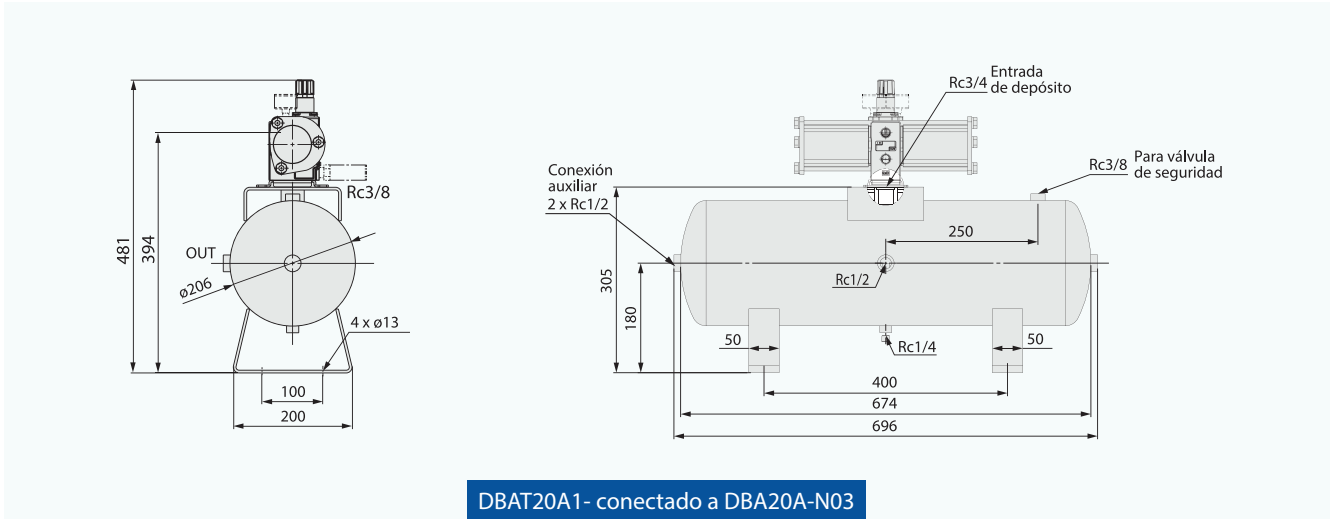 481
394
OUT
ø206
Rc3/8
4 x ø13
100
200
Rc3/4
Entrada
de depósito
Conexión
auxiliar
2 x Rc1/2
Rc3/8
Para válvula
de seguridad
250
305
180
Rc1/2
50
Rc1/4
50
400
674
696
DBAT20A1- conectado a DBA20A-N03